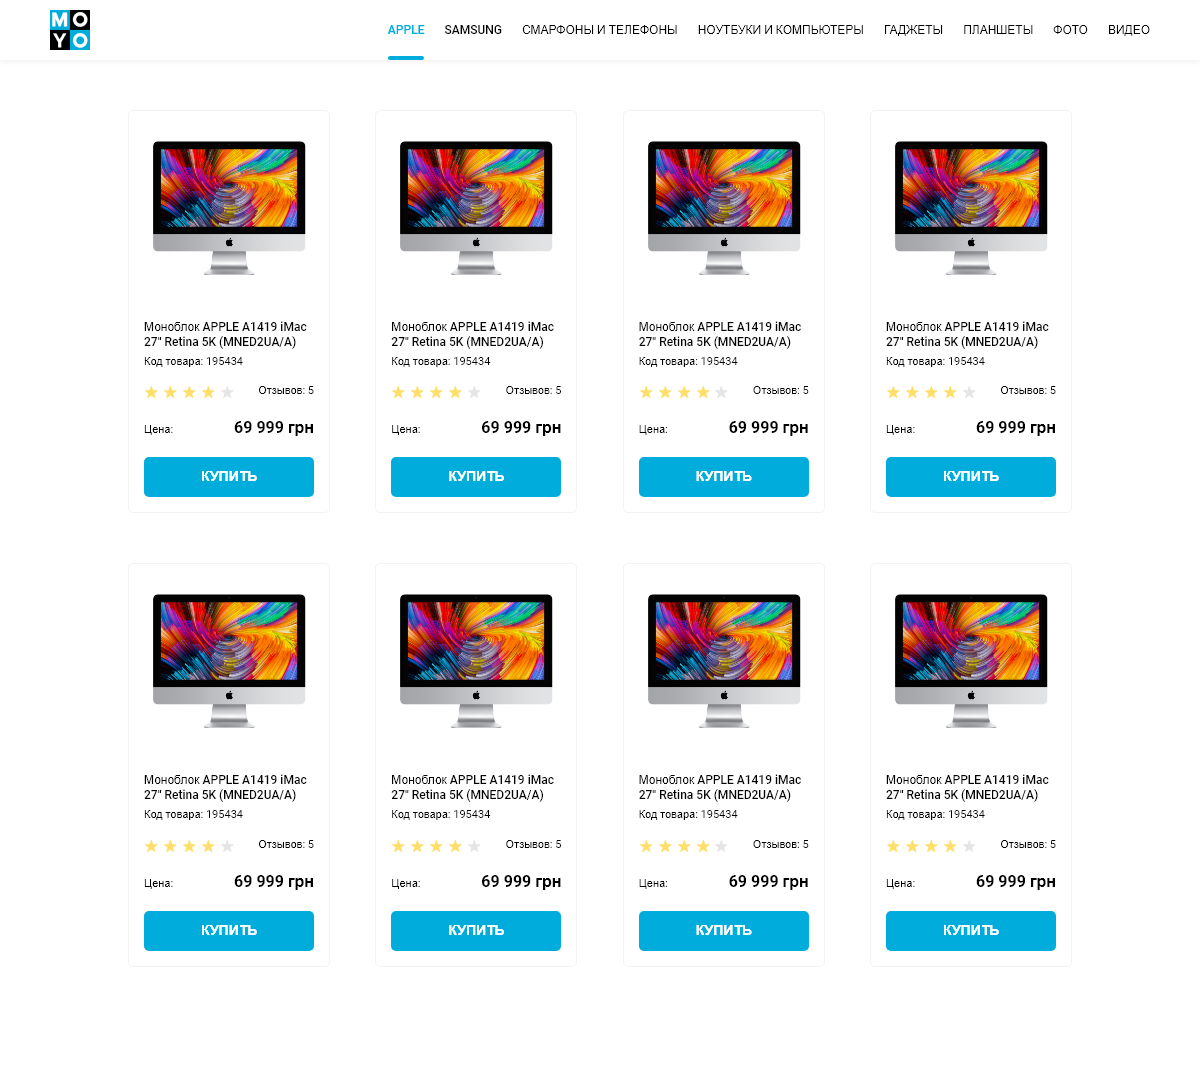 MO
YO
APPLE SAMSUNG СМАРФОНЫ И ТЕЛЕФОНЫ НОУТБУКИ И КОМПЬЮТЕРЫ ГАДЖЕТЫ ПЛАНШЕТЫ ФОТО ВИДЕО
Моноблок APPLE A1419 iMac
27" Retina 5K (MNED2UA/A)
Код товара: 195434
Отзывов: 5
Цена: 69 999 грн
КУПИТЬ
Моноблок APPLE A1419 iMac
27" Retina 5K (MNED2UA/A)
Код товара: 195434
Отзывов: 5
Цена: 69 999 грн
КУПИТЬ
Моноблок APPLE A1419 iMac
27" Retina 5K (MNED2UA/A)
Код товара: 195434
Отзывов: 5
Цена: 69 999 грн
КУПИТЬ
Моноблок APPLE A1419 iMac
27" Retina 5K (MNED2UA/A)
Код товара: 195434
Отзывов: 5
Цена: 69 999 грн
КУПИТЬ
Моноблок APPLE A1419 iMac
27" Retina 5K (MNED2UA/A)
Код товара: 195434
Отзывов: 5
Цена: 69 999 грн
КУПИТЬ
Моноблок APPLE A1419 iMac
27" Retina 5K (MNED2UA/A)
Код товара: 195434
Отзывов: 5
Цена: 69 999 грн
КУПИТЬ
Моноблок APPLE A1419 iMac
27" Retina 5K (MNED2UA/A)
Код товара: 195434
Отзывов: 5
Цена: 69 999 грн
КУПИТЬ
Моноблок APPLE A1419 iMac
27" Retina 5K (MNED2UA/A)
Код товара: 195434
Отзывов: 5
Цена: 69 999 грн
КУПИТЬ